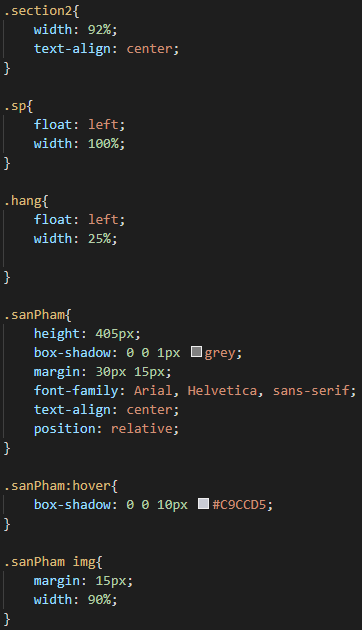 .section2{
    width: 92%;
    text-align: center;
}

.sp{
    float: left;
    width: 100%;
}

.hang{
    float: left;
    width: 25%;

}

.sanPham{
    height: 405px;
    box-shadow: 0 0 1px grey;
    margin: 30px 15px;
    font-family: Arial, Helvetica, sans-serif;
    text-align: center;
    position: relative;
}

.sanPham:hover{
    box-shadow: 0 0 10px #C9CCD5;
}

.sanPham img{
    margin: 15px;
    width: 90%;
}